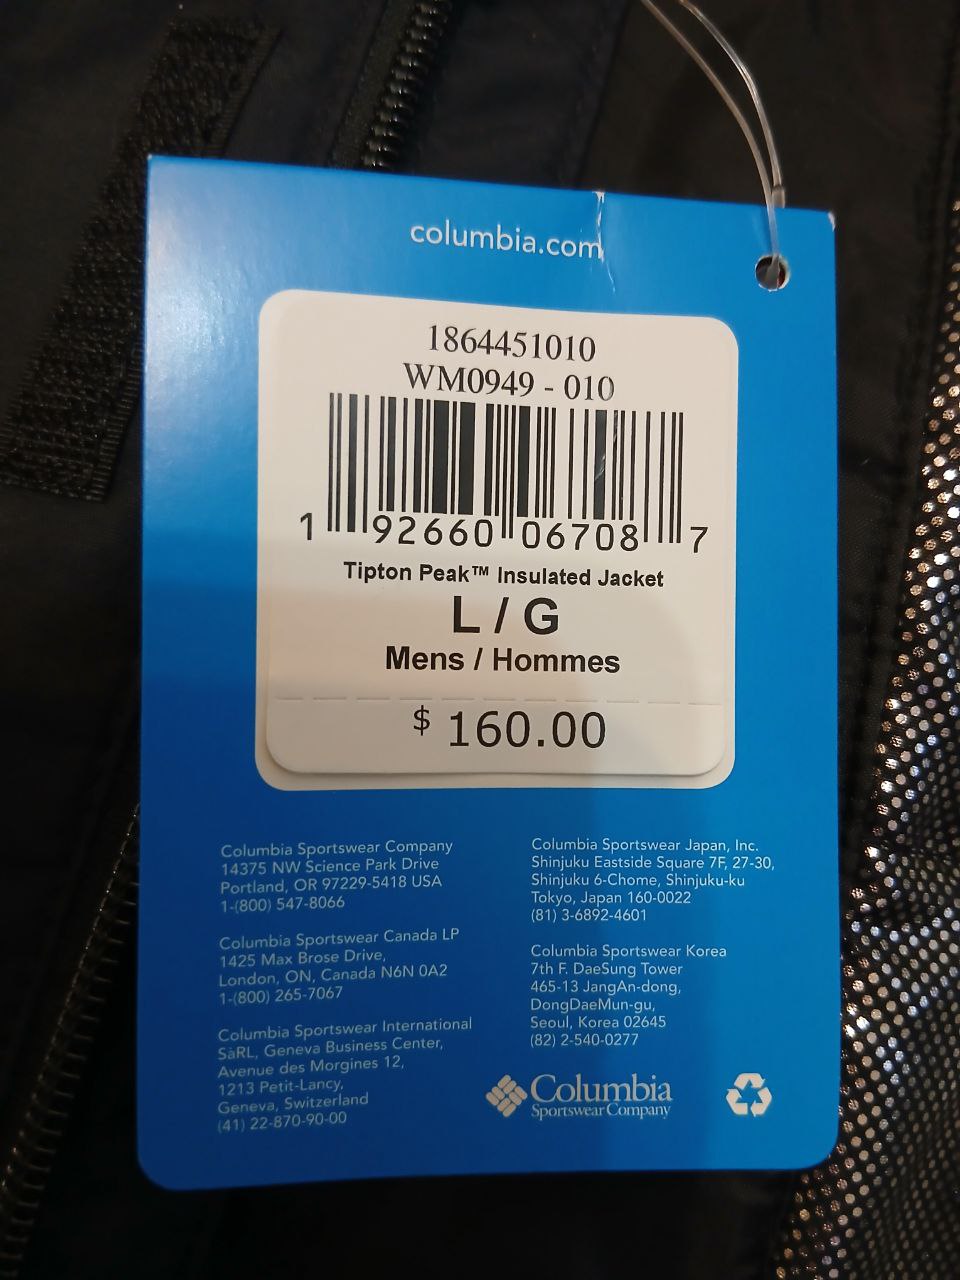 columbia.com
1864451010
WM0949 - 010
1 92660 06708 7
Tipton Peak™ Insulated Jacket
L / G
Mens / Hommes
$ 160.00
Columbia Sportswear Company
14375 NW Science Park Drive
Portland, OR 97229-5418 USA
1-(800) 547-8066
Columbia Sportswear Canada LP
1425 Max Brose Drive,
London, ON, Canada N6N 0A2
1-(800) 265-7067
Columbia Sportswear International
SàRL, Geneva Business Center,
Avenue des Morgines 12,
1213 Petit-Lancy,
Geneva, Switzerland
(41) 22-870-90-00
Columbia Sportswear Japan, Inc.
Shinjuku Eastside Square 7F, 27-30,
Shinjuku 6-Chome, Shinjuku-ku
Tokyo, Japan 160-0022
(81) 3-6892-4601
Columbia Sportswear Korea
7th F. DaeSung Tower
465-13 JangAn-dong,
DongDaeMun-gu,
Seoul, Korea 02645
(82) 2-540-0277
Columbia
Sportswear Company